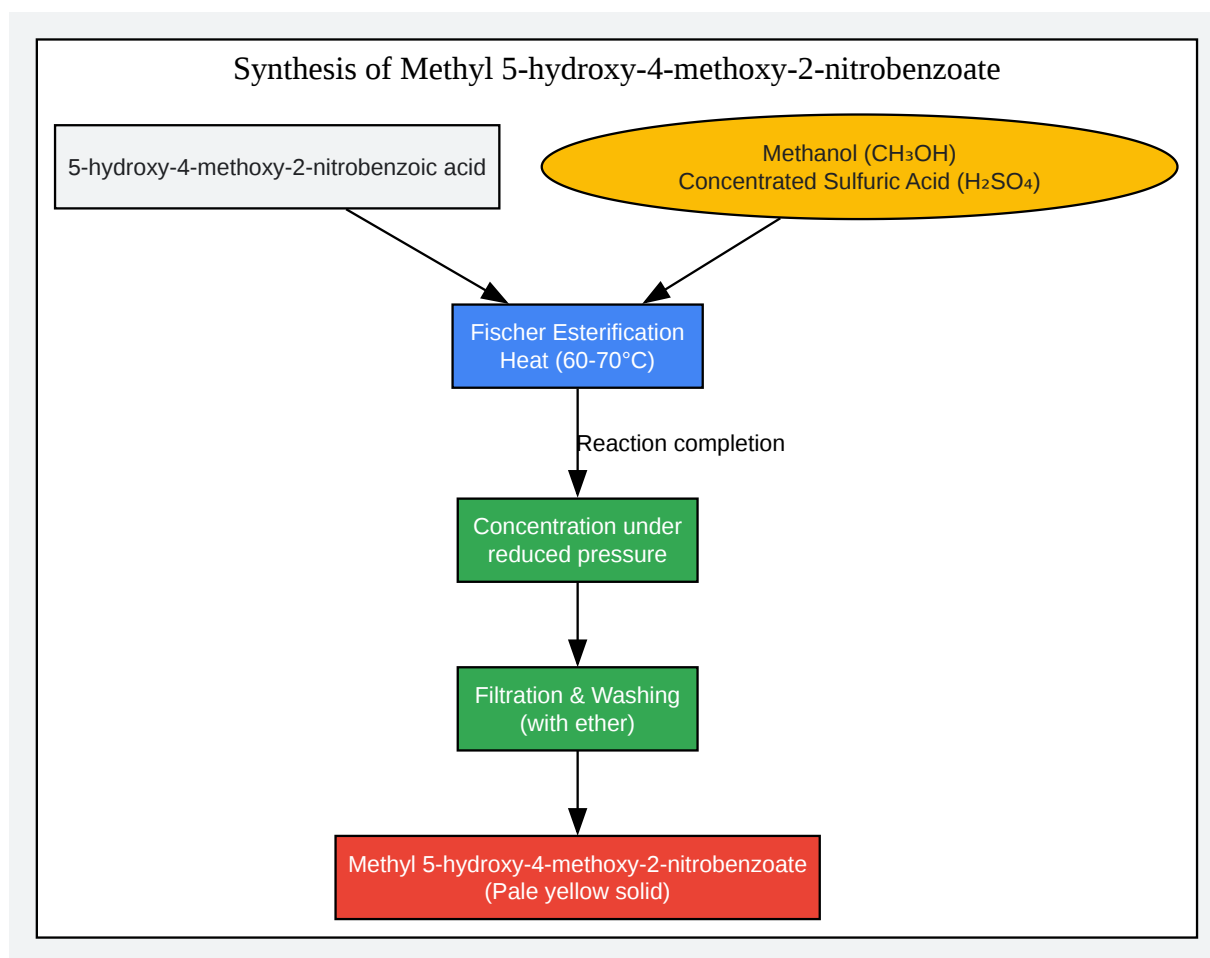 Synthesis of Methyl 5-hydroxy-4-methoxy-2-nitrobenzoate
5-hydroxy-4-methoxy-2-nitrobenzoic acid
Methanol (CH₃OH)
Concentrated Sulfuric Acid (H₂SO₄)
Fischer Esterification
Heat (60-70°C)
Reaction completion
Concentration under
reduced pressure
Filtration & Washing
(with ether)
Methyl 5-hydroxy-4-methoxy-2-nitrobenzoate
(Pale yellow solid)